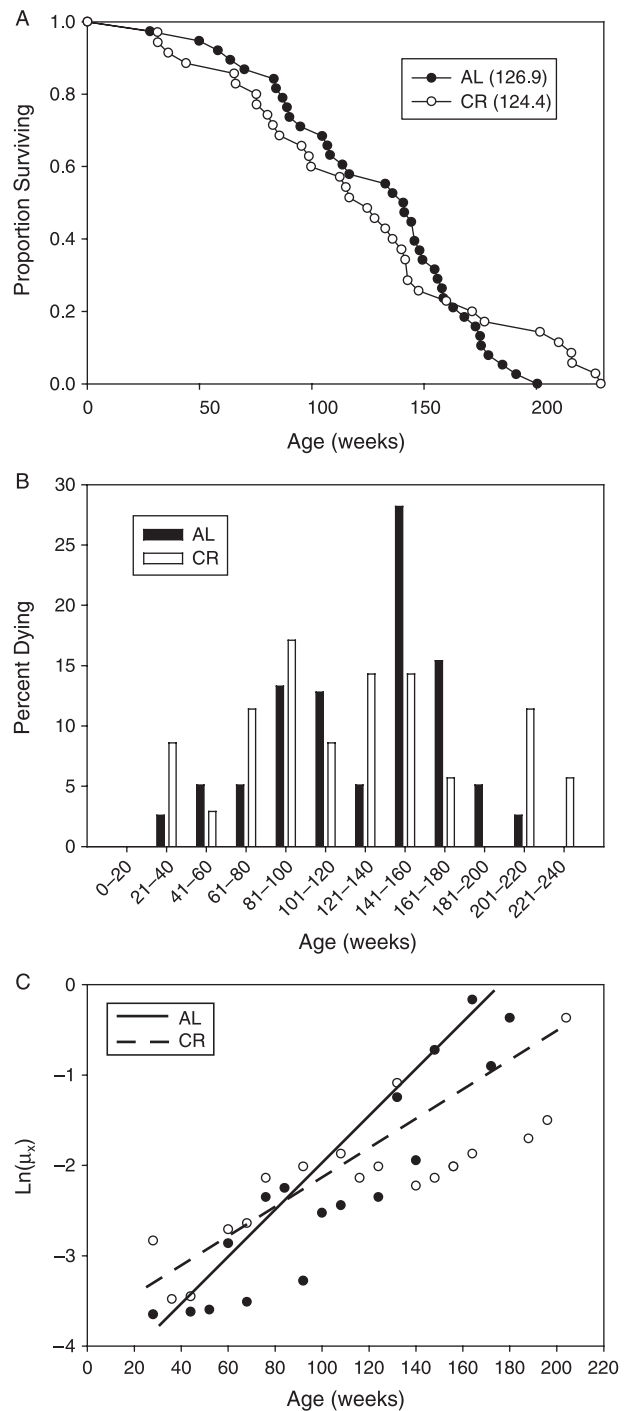 A
1.0
0.8
0.6
0.4
0.2
0.0
Proportion Surviving
AL (126.9)
CR (124.4)
0 50 100 150 200
Age (weeks)
B
30
25
20
15
10
5
0
Percent Dying
AL
CR
0–20 21–40 41–60 61–80 81–100 101–120 121–140 141–160 161–180 181–200 201–220 221–240
Age (weeks)
C
0
–1
–2
–3
–4
Ln(μx)
AL
CR
0 20 40 60 80 100 120 140 160 180 200 220
Age (weeks)